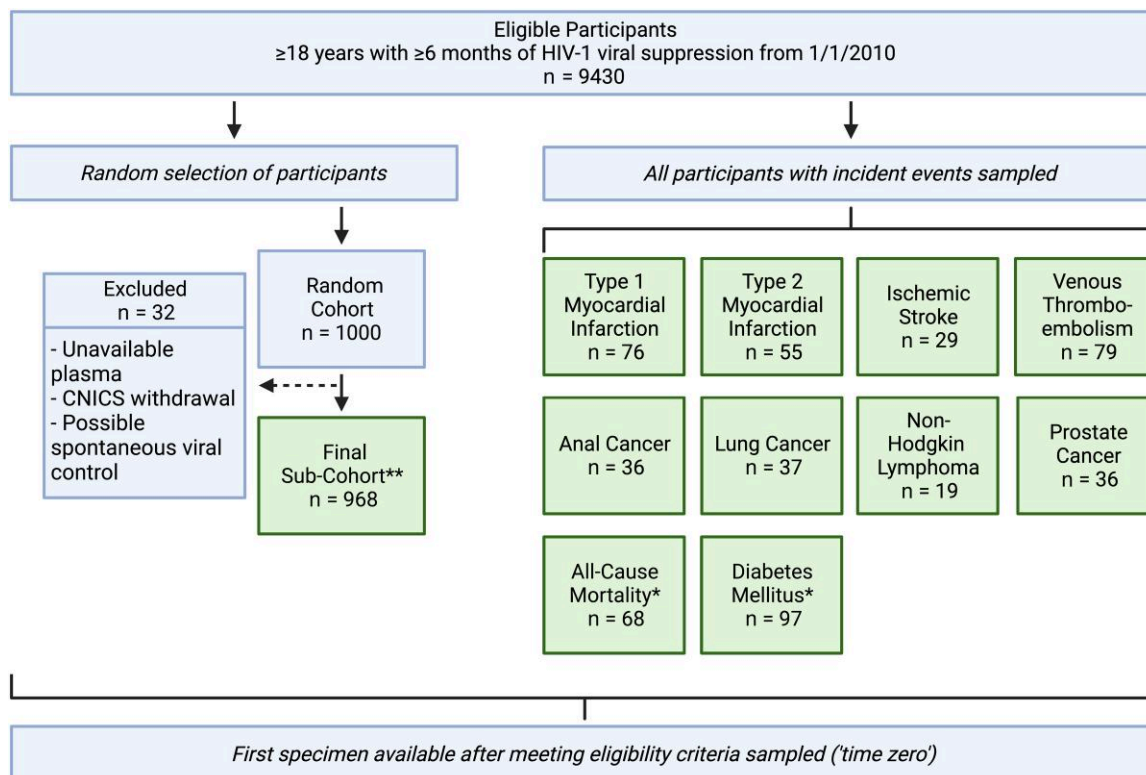 Eligible Participants
≥18 years with ≥6 months of HIV-1 viral suppression from 1/1/2010
n = 9430
Random selection of participants
All participants with incident events sampled
Excluded
n = 32
- Unavailable
plasma
- CNICS withdrawal
- Possible
spontaneous viral
control
Random
Cohort
n = 1000
Final
Sub-Cohort**
n = 968
Type 1
Myocardial
Infarction
n = 76
Type 2
Myocardial
Infarction
n = 55
Ischemic
Stroke
n = 29
Venous
Thrombo-
embolism
n = 79
Anal Cancer
n = 36
Lung Cancer
n = 37
Non-
Hodgkin
Lymphoma
n = 19
Prostate
Cancer
n = 36
All-Cause
Mortality*
n = 68
Diabetes
Mellitus*
n = 97
First specimen available after meeting eligibility criteria sampled ('time zero')